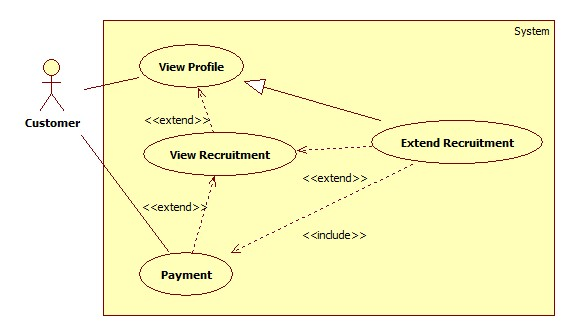 System
View Profile
Customer
<<extend>>
Extend Recruitment
View Recruitment
<<extend>>
<<extend>>
<<include>>
Payment